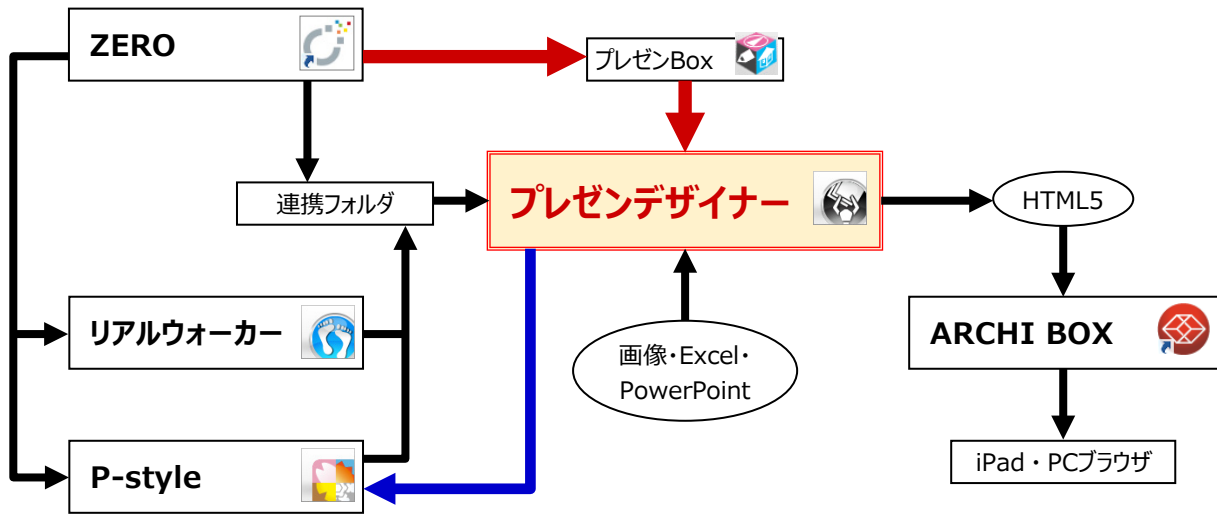 ZERO
プレゼンBox
連携フォルダ
プレゼンデザイナー
HTML5
リアルウォーカー
画像・Excel・
PowerPoint
ARCHI BOX
P-style
iPad・PCブラウザ